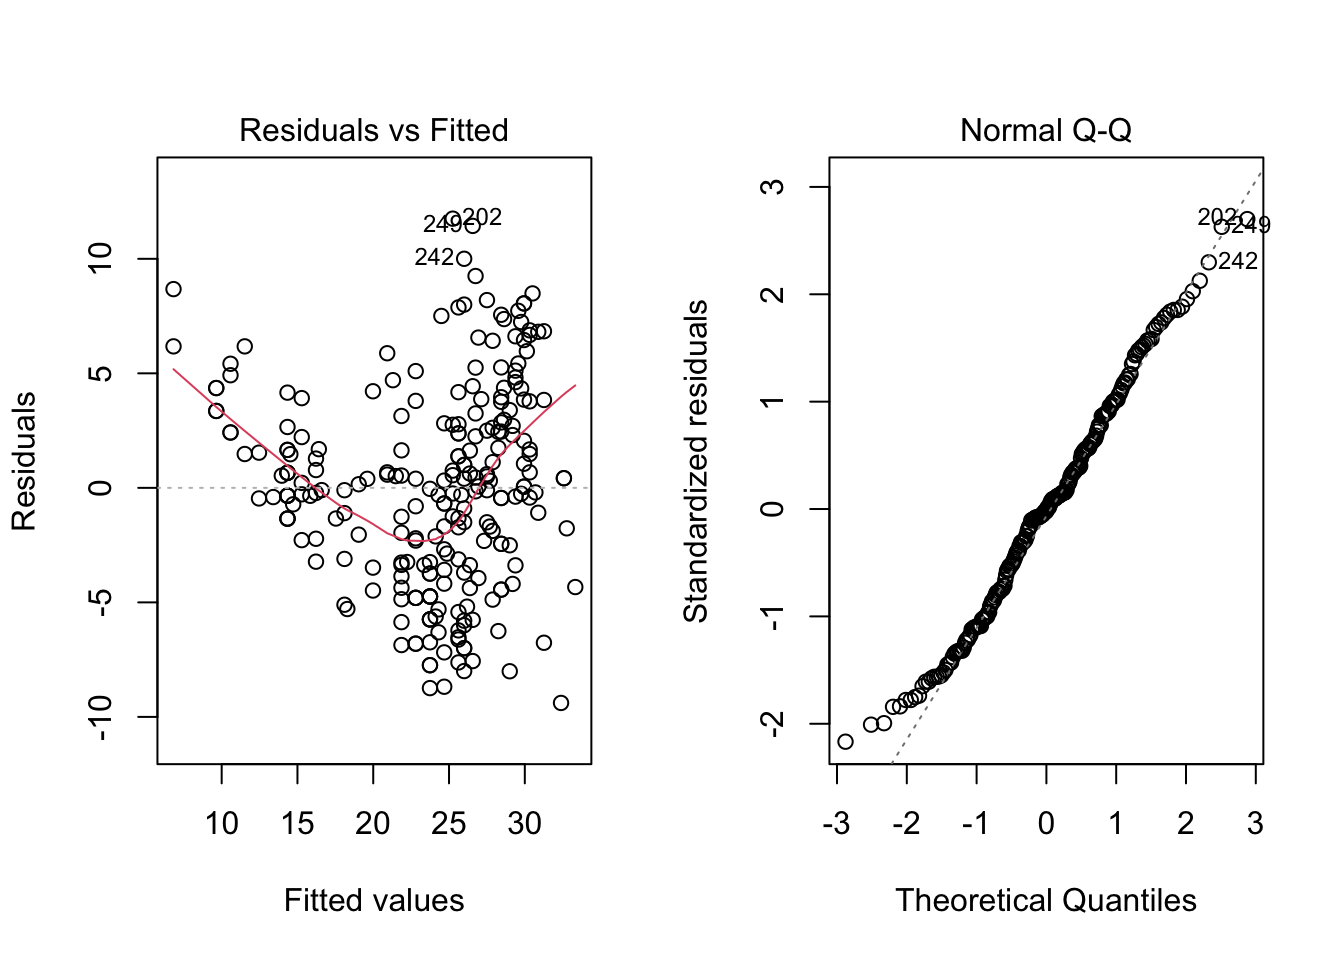 Residuals vs Fitted
Residuals
10
5
0
-5
-10
249
202
242
10 15 20 25 30
Fitted values
Normal Q-Q
Standardized residuals
3
2
1
0
-1
-2
202
249
242
-3 -2 -1 0 1 2 3
Theoretical Quantiles